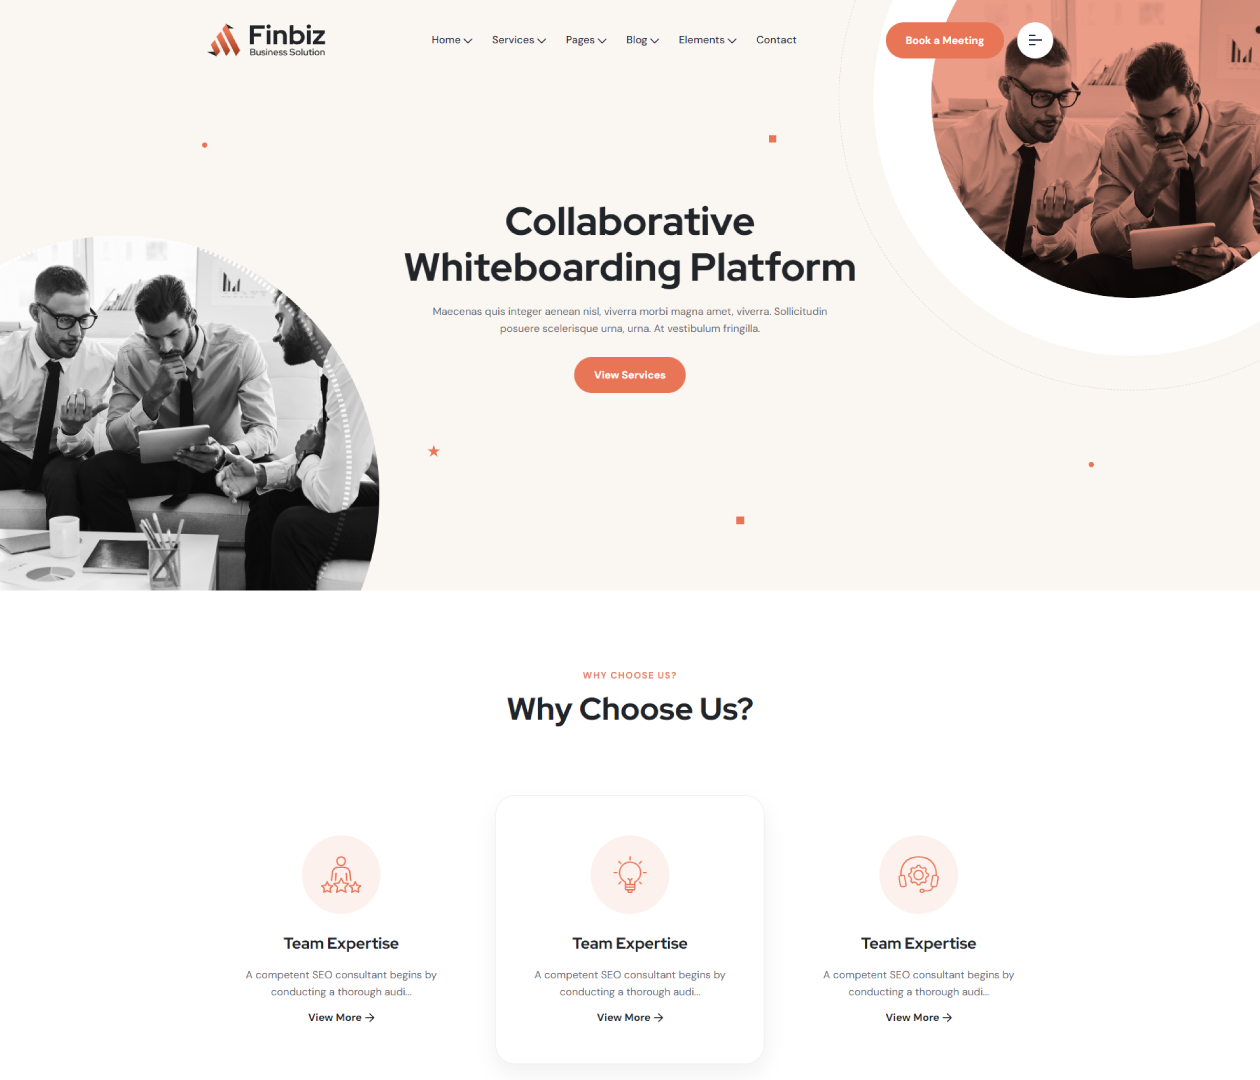 Finbiz
Business Solution
Home
Services
Pages
Blog
Elements
Contact
Book a Meeting
Collaborative
Whiteboarding Platform
Maecenas quis integer aenean nisl, viverra morbi magna amet, viverra. Sollicitudin
posuere scelerisque urna, urna. At vestibulum fringilla.
View Services
WHY CHOOSE US?
Why Choose Us?
Team Expertise
A competent SEO consultant begins by
conducting a thorough audi...
View More
Team Expertise
A competent SEO consultant begins by
conducting a thorough audi...
View More
Team Expertise
A competent SEO consultant begins by
conducting a thorough audi...
View More